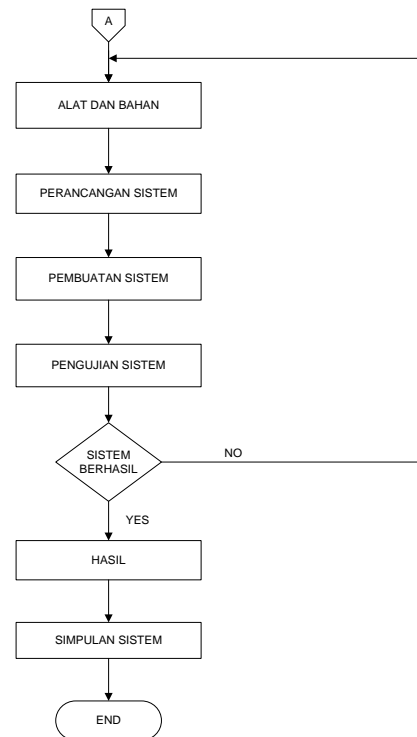 A
ALAT DAN BAHAN
PERANCANGAN SISTEM
PEMBUATAN SISTEM
PENGUJIAN SISTEM
SISTEM
BERHASIL
NO
YES
HASIL
SIMPULAN SISTEM
END